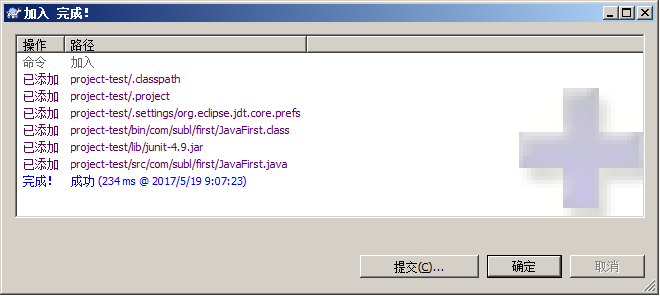 加入 完成!
操作 路径
命令 加入
已添加 project-test/.classpath
已添加 project-test/.project
已添加 project-test/.settings/org.eclipse.jdt.core.prefs
已添加 project-test/bin/com/subl/first/JavaFirst.class
已添加 project-test/lib/junit-4.9.jar
已添加 project-test/src/com/subl/first/JavaFirst.java
完成! 成功 (234 ms @ 2017/5/19 9:07:23)
提交(C)... 确定 取消